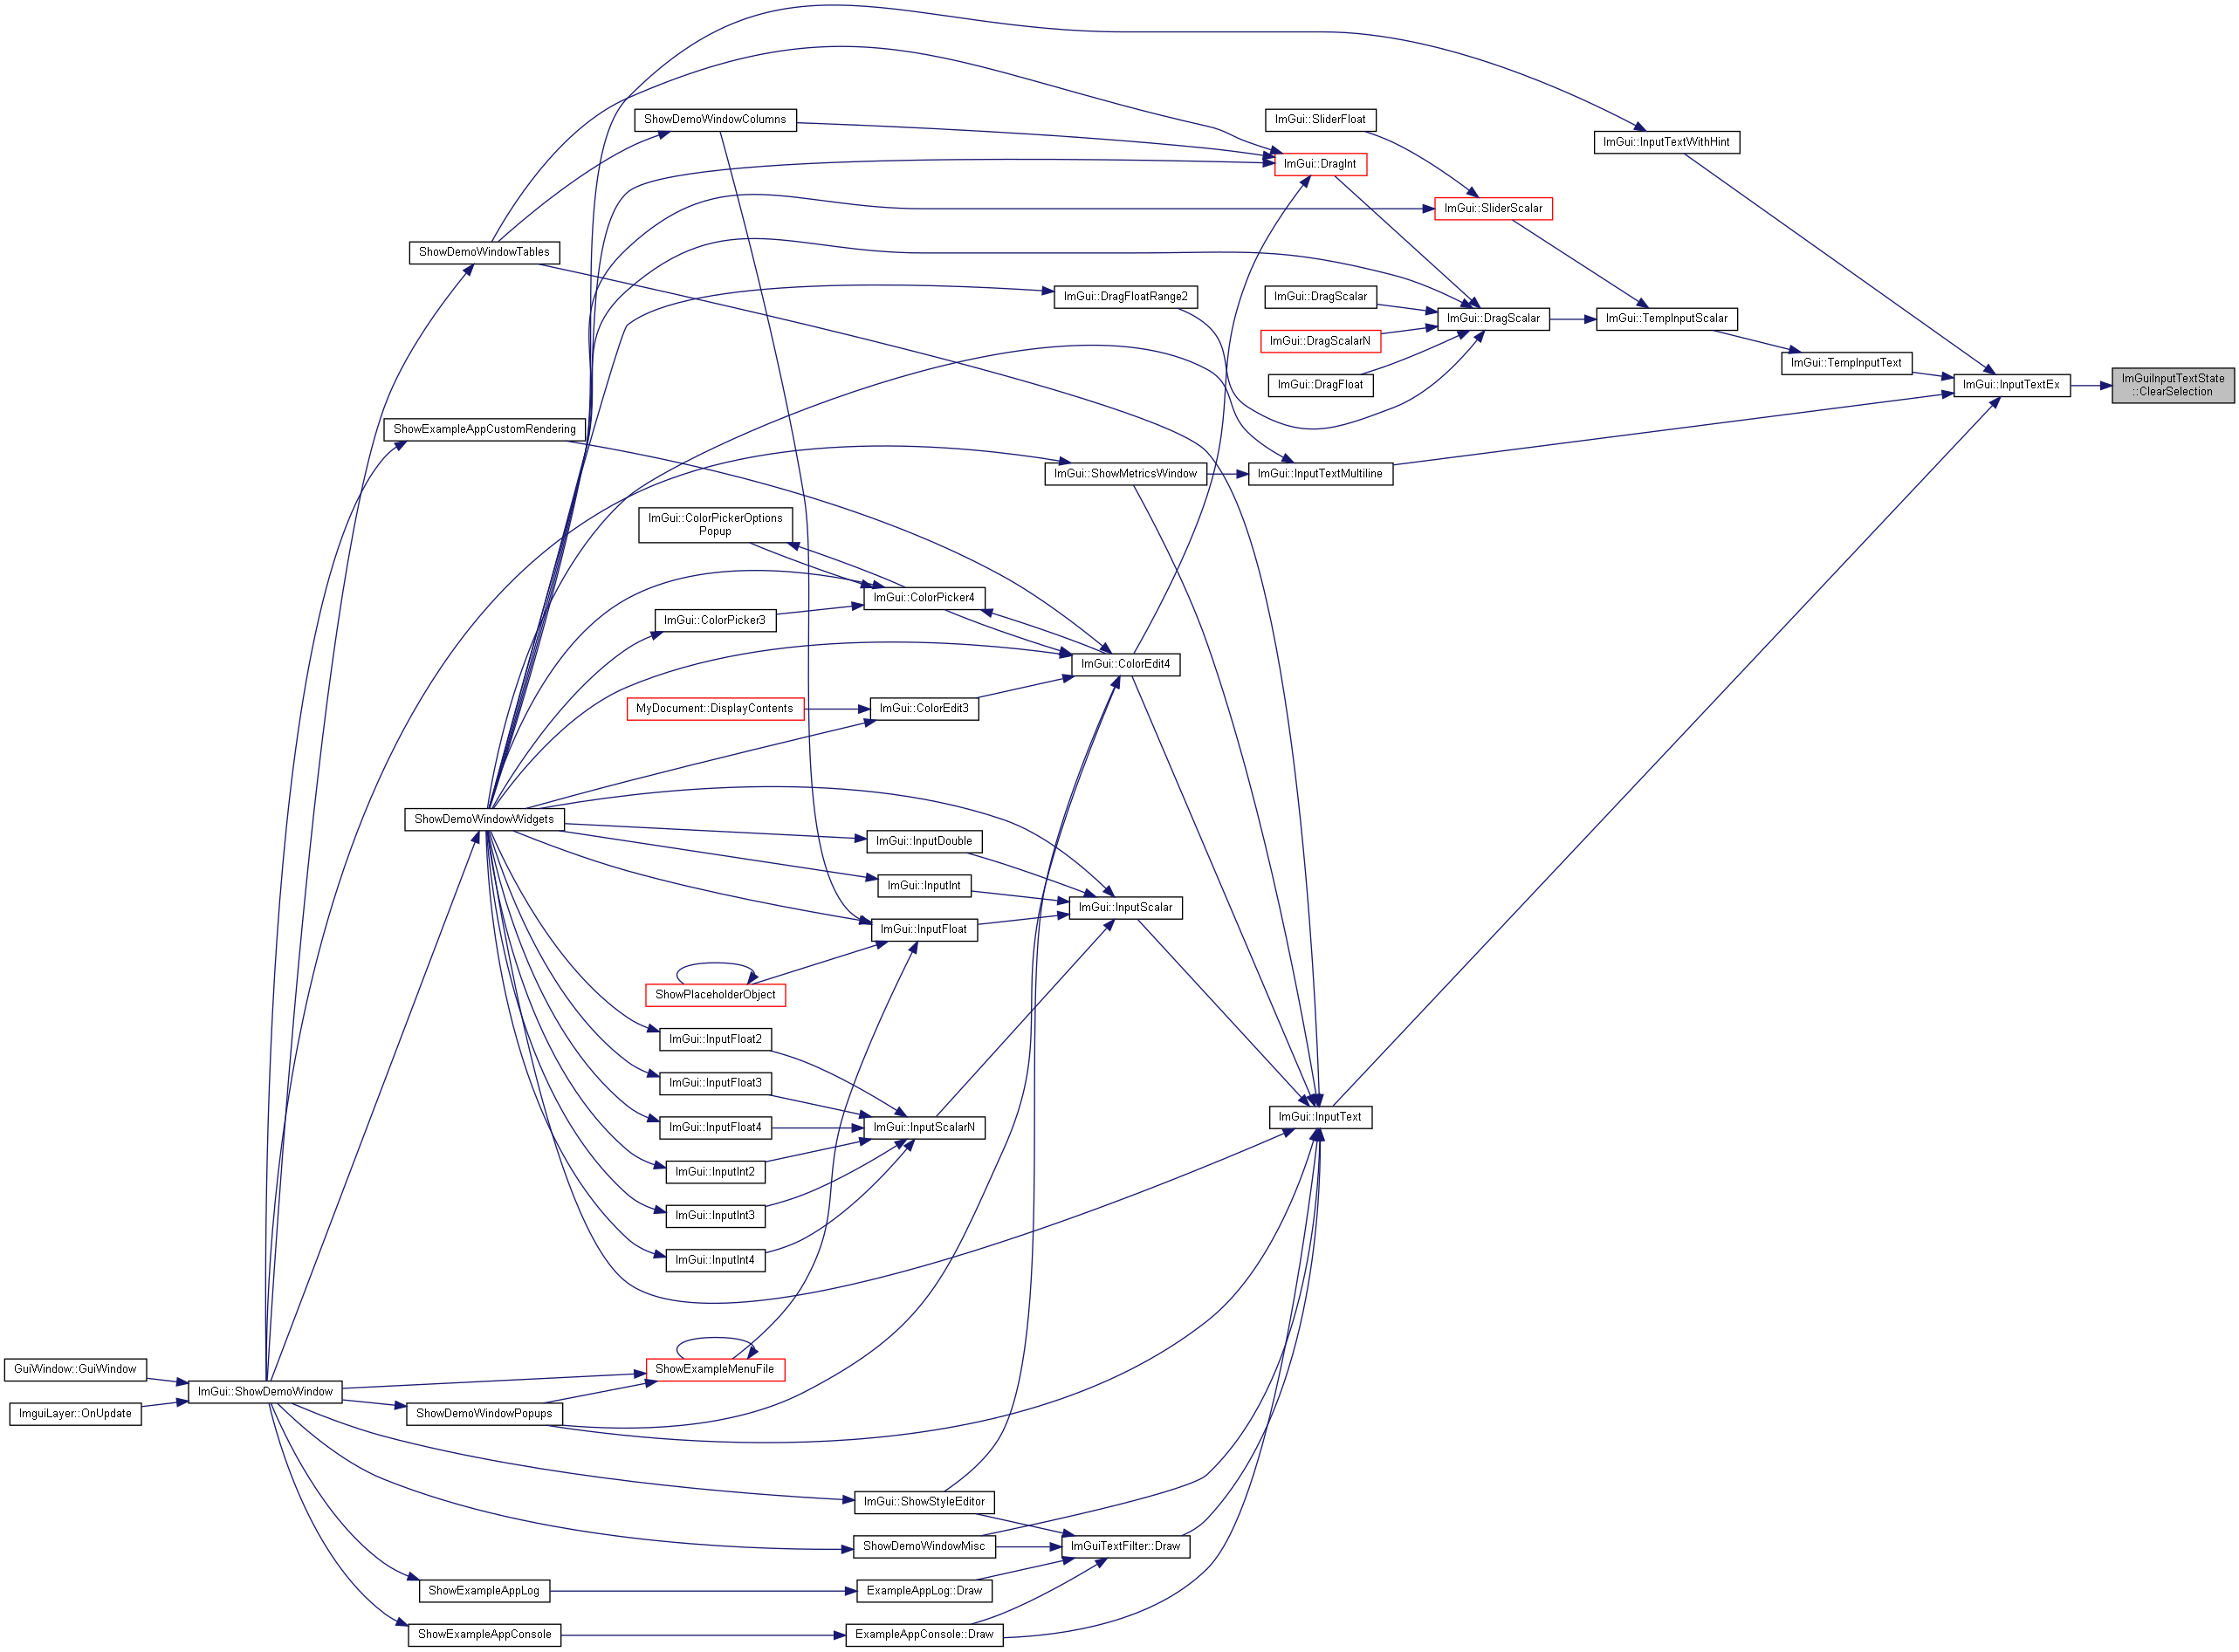 ShowDemoWindowColumns
ImGui::SliderFloat
ImGui::InputTextWithHint
ImGui::DragInt
ImGui::SliderScalar
ShowDemoWindowTables
ImGui::DragFloatRange2
ImGui::DragScalar
ImGui::DragScalar
ImGui::TempInputScalar
ImGui::DragScalarN
ImGui::TempInputText
ImGui::DragFloat
ImGui::InputTextEx
ImGuiInputTextState
::ClearSelection
ShowExampleAppCustomRendering
ImGui::ShowMetricsWindow
ImGui::InputTextMultiline
ImGui::ColorPickerOptions
Popup
ImGui::ColorPicker4
ImGui::ColorPicker3
ImGui::ColorEdit4
MyDocument::DisplayContents
ImGui::ColorEdit3
ShowDemoWindowWidgets
ImGui::InputDouble
ImGui::InputInt
ImGui::InputScalar
ImGui::InputFloat
ShowPlaceholderObject
ImGui::InputFloat2
ImGui::InputFloat3
ImGui::InputText
ImGui::InputFloat4
ImGui::InputScalarN
ImGui::InputInt2
ImGui::InputInt3
ImGui::InputInt4
GuiWindow::GuiWindow
ShowExampleMenuFile
ImGui::ShowDemoWindow
ImguiLayer::OnUpdate
ShowDemoWindowPopups
ImGui::ShowStyleEditor
ShowDemoWindowMisc
ImGuiTextFilter::Draw
ShowExampleAppLog
ExampleAppLog::Draw
ShowExampleAppConsole
ExampleAppConsole::Draw